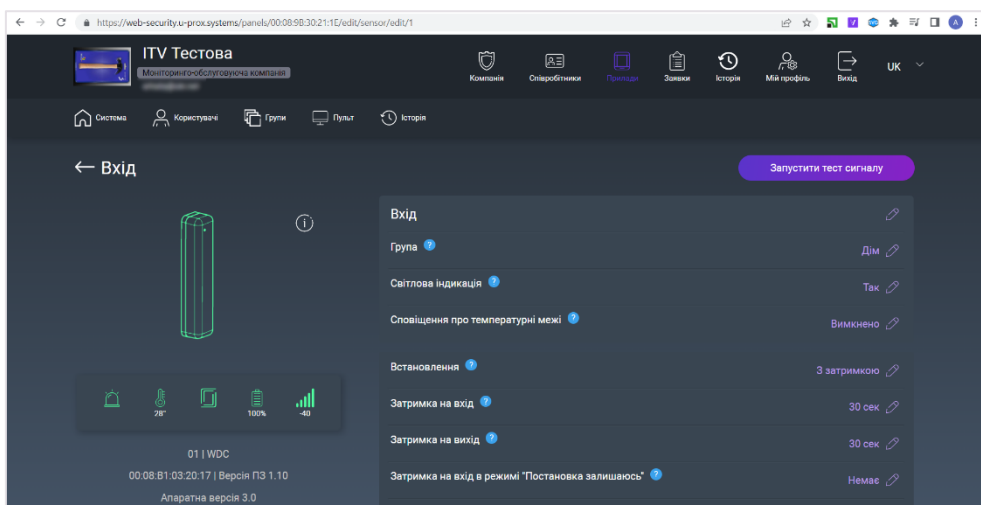 https://web-security.u-prox.systems/panels/00:08:9B:30:21:1E/edit/sensor/edit/1
A
ITV Тестова
Моніторинго-обслуговуюча компанія
Компанія
Співробітники
Прилади
Заявки
Історія
Мій профіль
Вихід
UK
Система
Користувачі
Групи
Пульт
Історія
← Вхід
Запустити тест сигналу
28°
100%
-40
01 | WDC
00:08:B1:03:20:17 | Версія ПЗ 1.10
Апаратна версія 3.0
Вхід
Група ? Дім
Світлова індикація ? Так
Сповіщення про температурні межі ? Вимкнено
Встановлення ? З затримкою
Затримка на вхід ? 30 сек
Затримка на вихід ? 30 сек
Затримка на вхід в режимі "Постановка залишаюсь" ? Немає